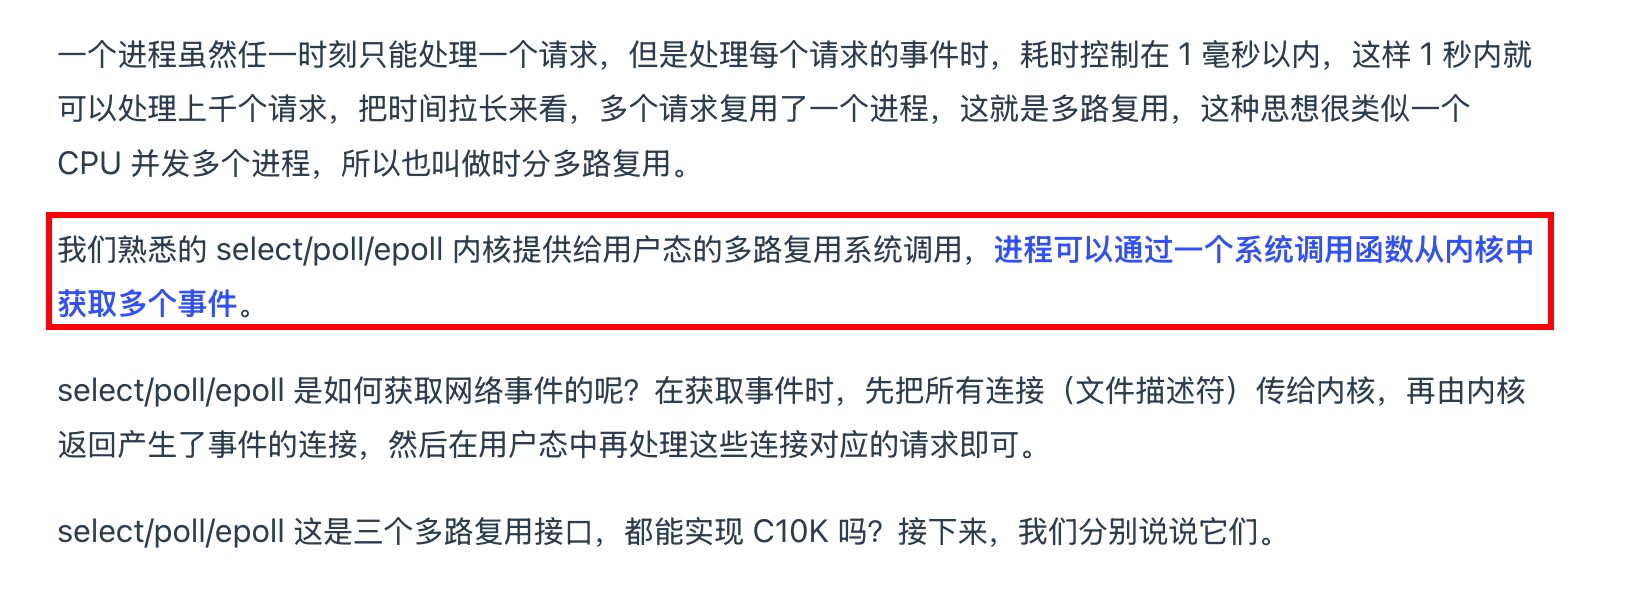 一个进程虽然任一时刻只能处理一个请求，但是处理每个请求的事件时，耗时控制在 1 毫秒以内，这样 1 秒内就
可以处理上千个请求，把时间拉长来看，多个请求复用了一个进程，这就是多路复用，这种思想很类似一个
CPU 并发多个进程，所以也叫做时分多路复用。
我们熟悉的 select/poll/epoll 内核提供给用户态的多路复用系统调用，进程可以通过一个系统调用函数从内核中
获取多个事件。
select/poll/epoll 是如何获取网络事件的呢？在获取事件时，先把所有连接（文件描述符）传给内核，再由内核
返回产生了事件的连接，然后在用户态中再处理这些连接对应的请求即可。
select/poll/epoll 这是三个多路复用接口，都能实现 C10K 吗？接下来，我们分别说说它们。